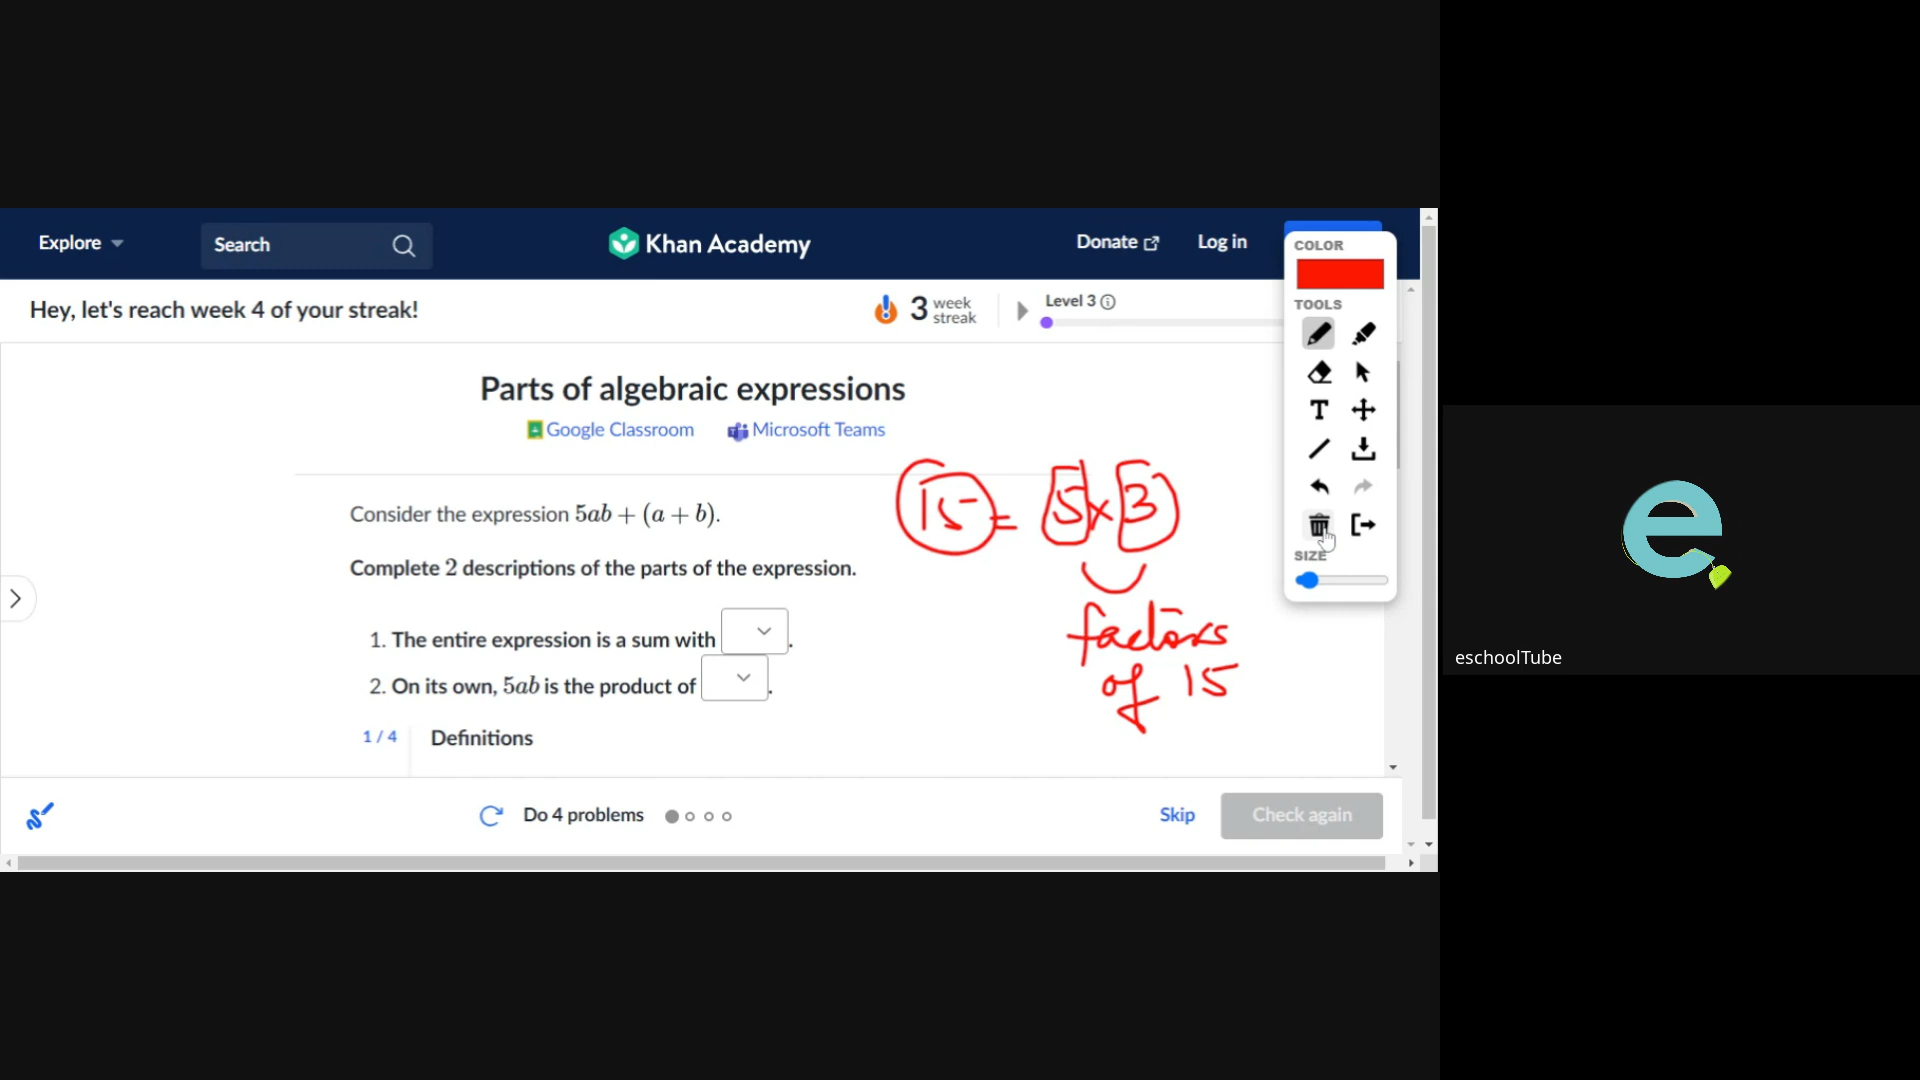 Explore
Search
Khan Academy
Donate
Log in
COLOR
TOOLS
SIZE
Hey, let's reach week 4 of your streak!
3 week streak
Level 3
Parts of algebraic expressions
Google Classroom
Microsoft Teams
Consider the expression 5ab + (a + b).
Complete 2 descriptions of the parts of the expression.
1. The entire expression is a sum with .
2. On its own, 5ab is the product of .
1 / 4
Definitions
15 = 5 x 3
factors
of 15
Do 4 problems
Skip
Check again
e
eschoolTube